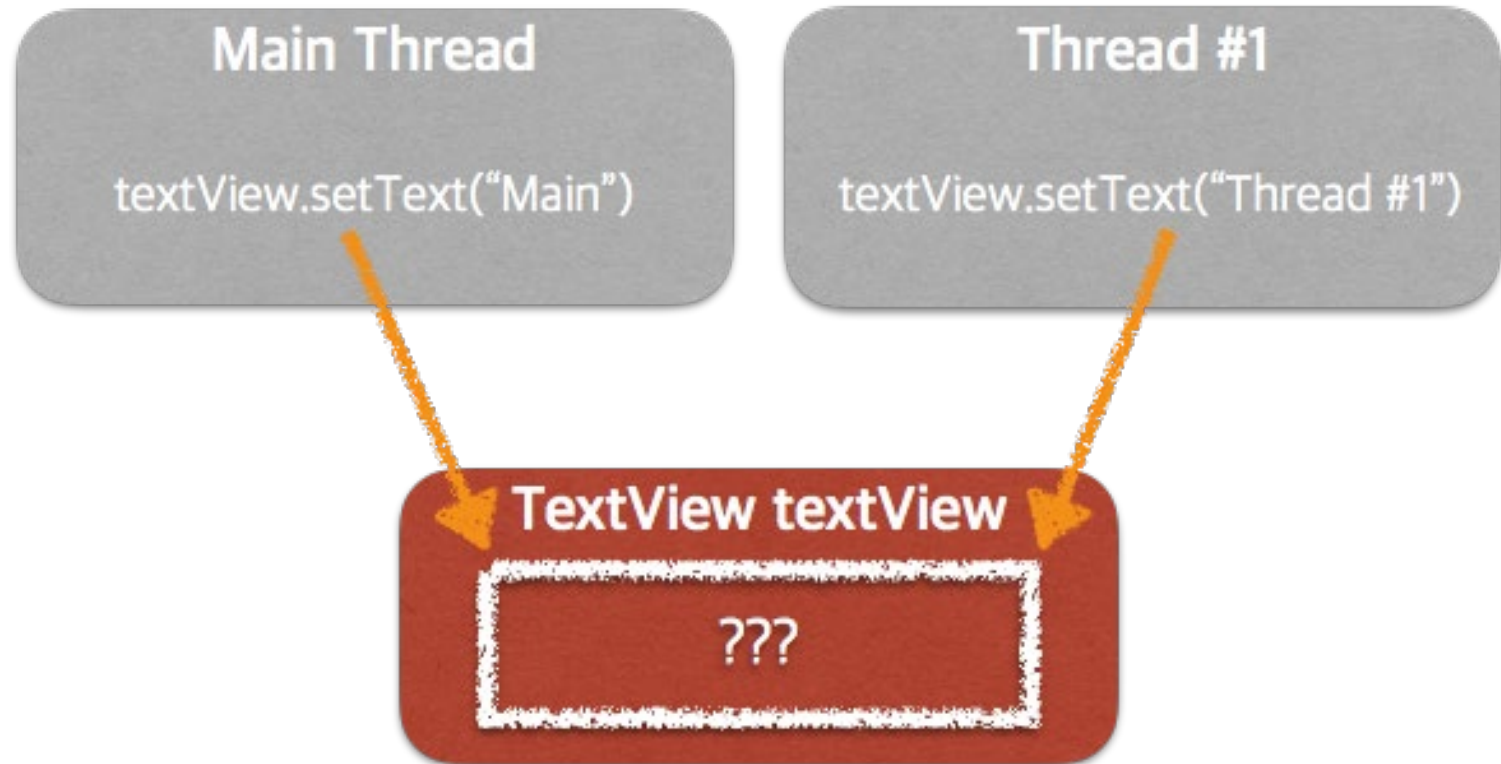 Main Thread
textView.setText(“Main”)
Thread #1
textView.setText(“Thread #1”)
TextView textView
???